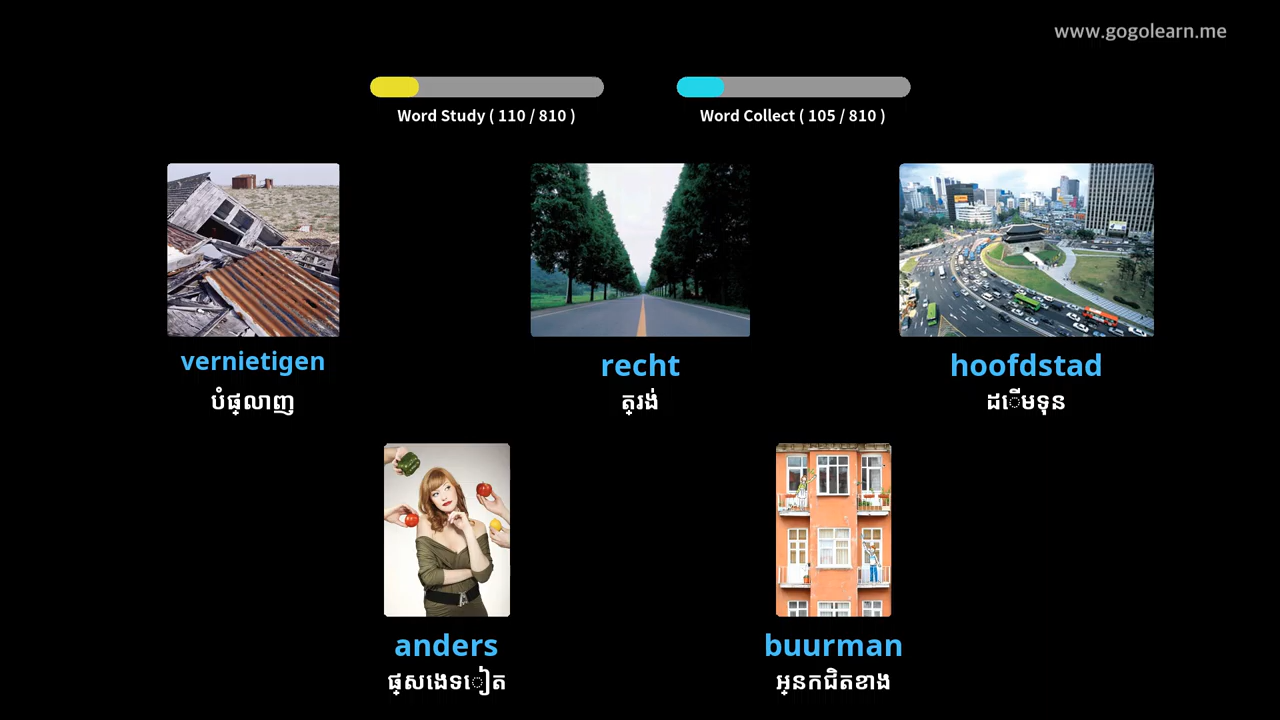 www.gogolearn.me
Word Study ( 110 / 810 )
Word Collect ( 105 / 810 )
vernietigen
បំផ្លាញ
recht
ត្រង់
hoofdstad
ដើមទុន
anders
ផ្សេងទៀត
buurman
អ្នកជិតខាង